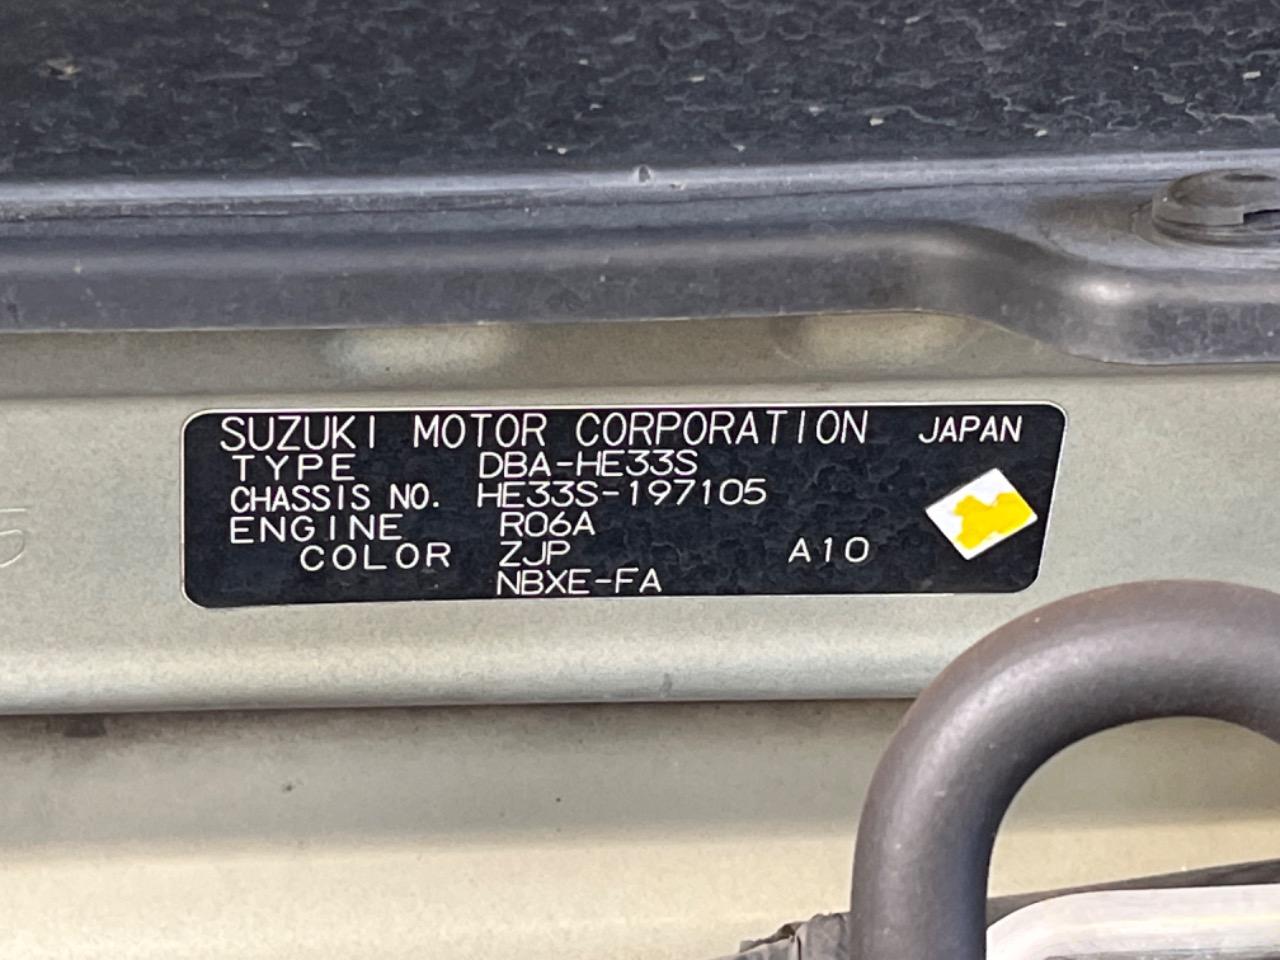 SUZUKI MOTOR CORPORATION JAPAN
TYPE DBA-HE33S
CHASSIS NO. HE33S-197105
ENGINE R06A
COLOR ZJP A10
NBXE-FA